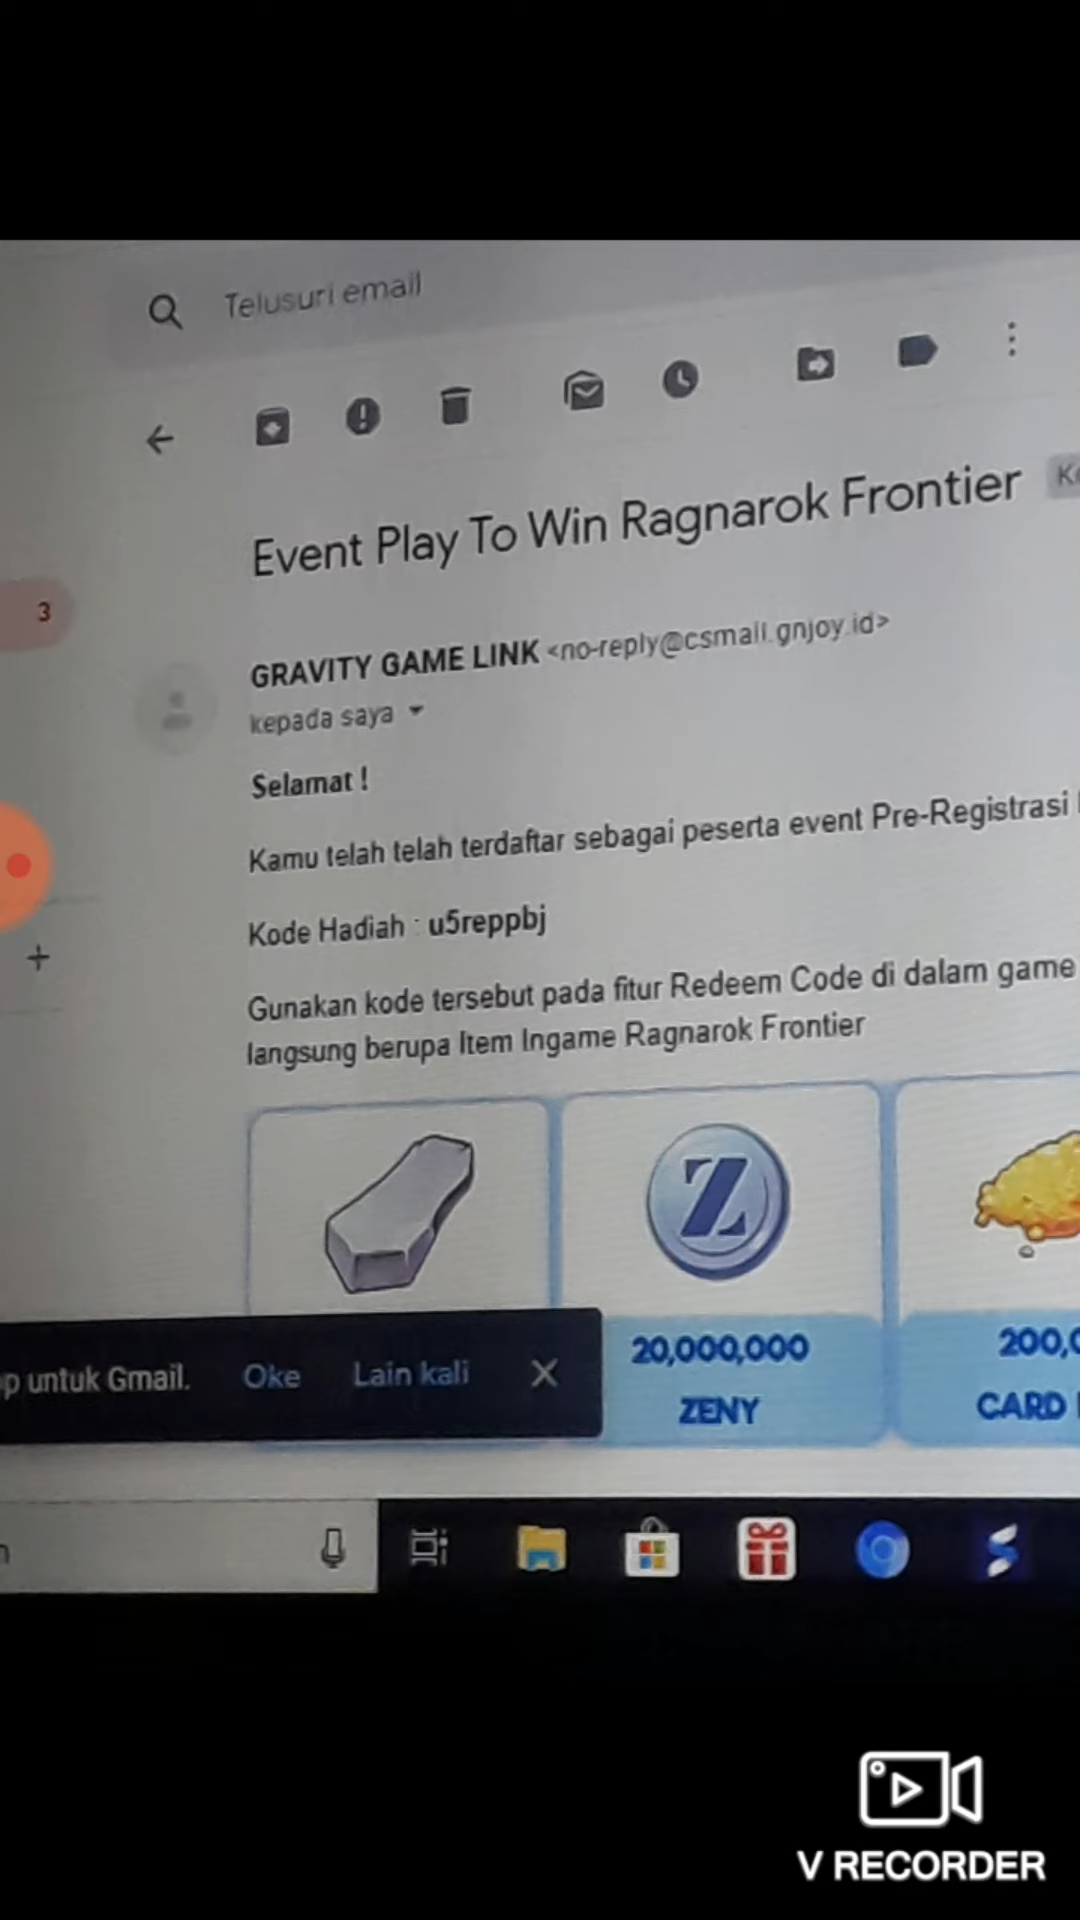 Telusuri email
Event Play To Win Ragnarok Frontier
3
GRAVITY GAME LINK <no-reply@csmail.gnjoy.id>
kepada saya
Selamat !
Kamu telah telah terdaftar sebagai peserta event Pre-Registrasi
Kode Hadiah : u5reppbj
Gunakan kode tersebut pada fitur Redeem Code di dalam game
langsung berupa Item Ingame Ragnarok Frontier
Z
20,000,000
ZENY
200,0
CARD
untuk Gmail.
Oke
Lain kali
V RECORDER